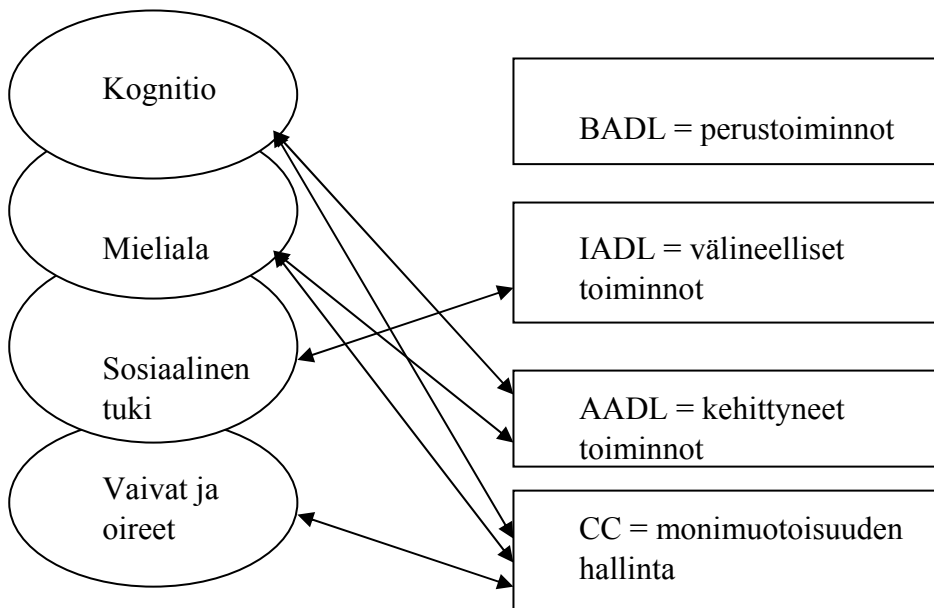 Kognitio
Mieliala
Sosiaalinen
tuki
Vaivat ja
oireet
BADL = perustoiminnot
IADL = välineelliset
toiminnot
AADL = kehittyneet
toiminnot
CC = monimuotoisuuden
hallinta